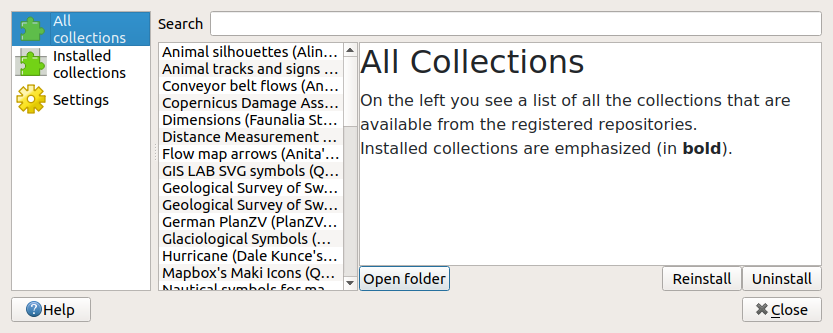 All
collections
Installed
collections
Settings
Search
Animal silhouettes (Alin…
Animal tracks and signs …
Conveyor belt flows (An…
Copernicus Damage Ass…
Dimensions (Faunalia St…
Distance Measurement …
Flow map arrows (Anita'…
GIS LAB SVG symbols (Q…
Geological Survey of Sw…
Geological Survey of Sw…
German PlanZV (PlanZV…
Glaciological Symbols (…
Hurricane (Dale Kunce's…
Mapbox's Maki Icons (Q…
Nautical symbols for ma…
All Collections
On the left you see a list of all the collections that are
available from the registered repositories.
Installed collections are emphasized (in bold).
Open folder
Reinstall
Uninstall
Help
Close